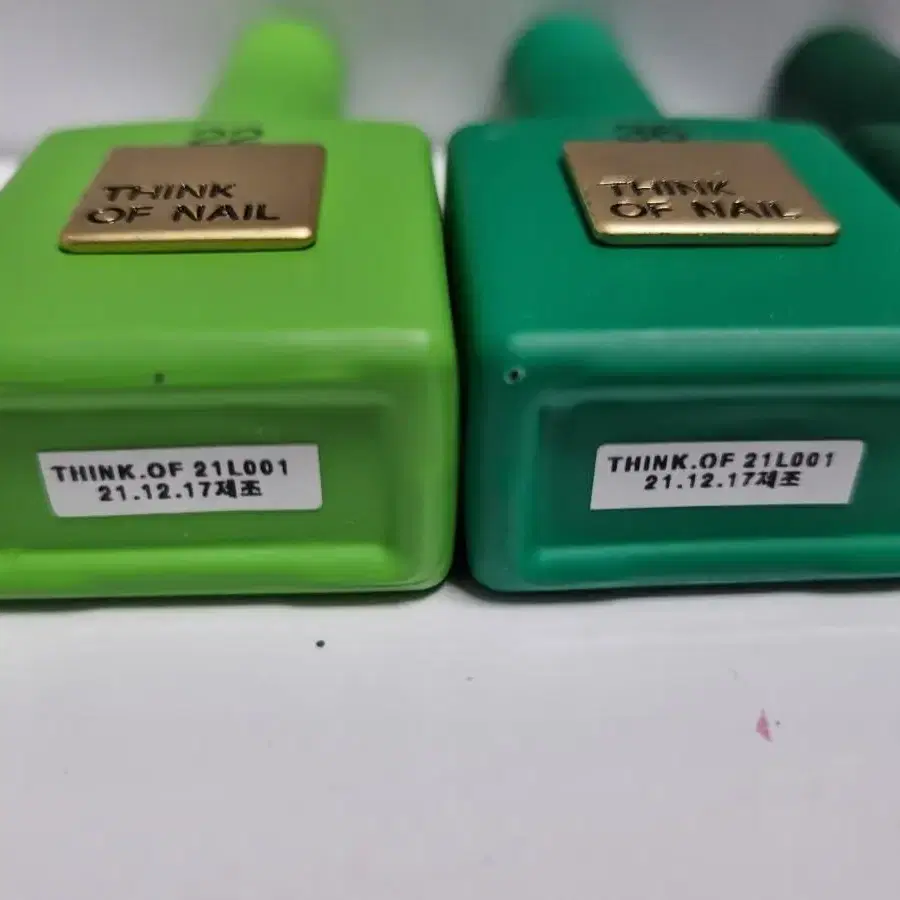 22
THINK
OF NAIL
THINK.OF 21L001
21.12.17제조
THINK
OF NAIL
THINK.OF 21L001
21.12.17제조